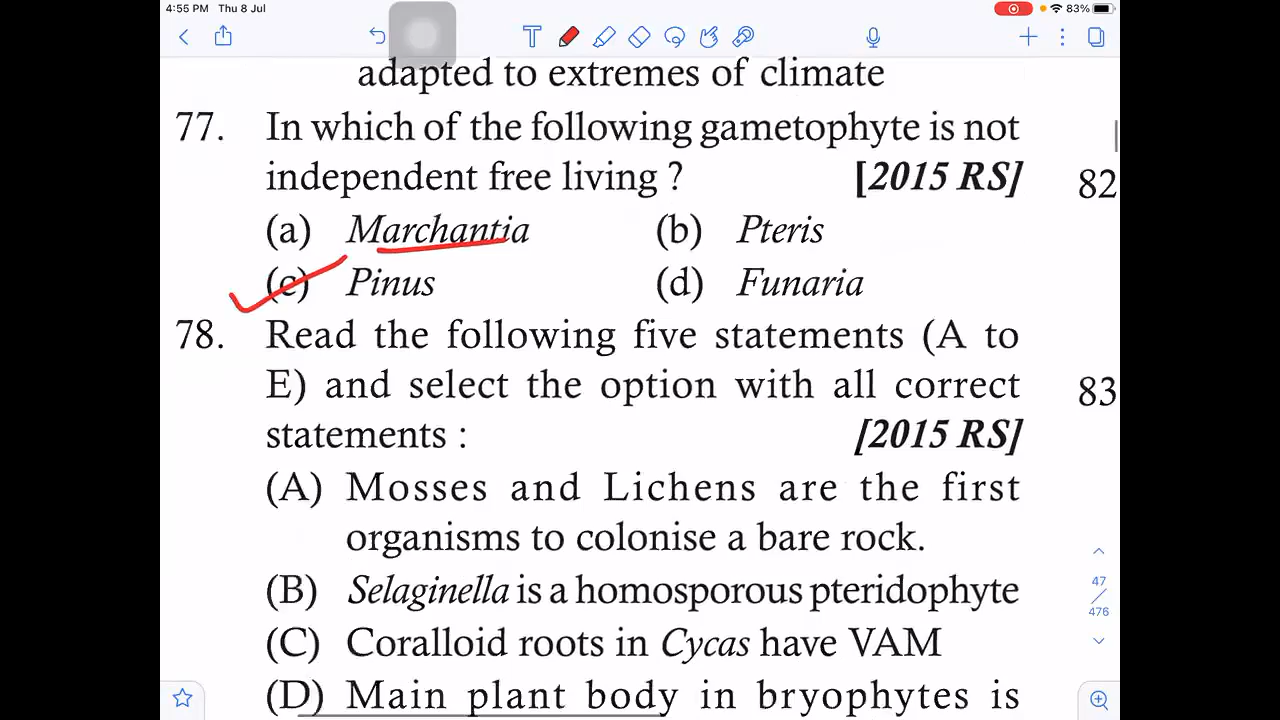 4:55 PM Thu 8 Jul
83%
adapted to extremes of climate
77. In which of the following gametophyte is not
independent free living ? [2015 RS]
82
(a) Marchantia (b) Pteris
(c) Pinus (d) Funaria
78. Read the following five statements (A to
E) and select the option with all correct
83
statements : [2015 RS]
(A) Mosses and Lichens are the first
organisms to colonise a bare rock.
(B) Selaginella is a homosporous pteridophyte
47
476
(C) Coralloid roots in Cycas have VAM
(D) Main plant body in bryophytes is